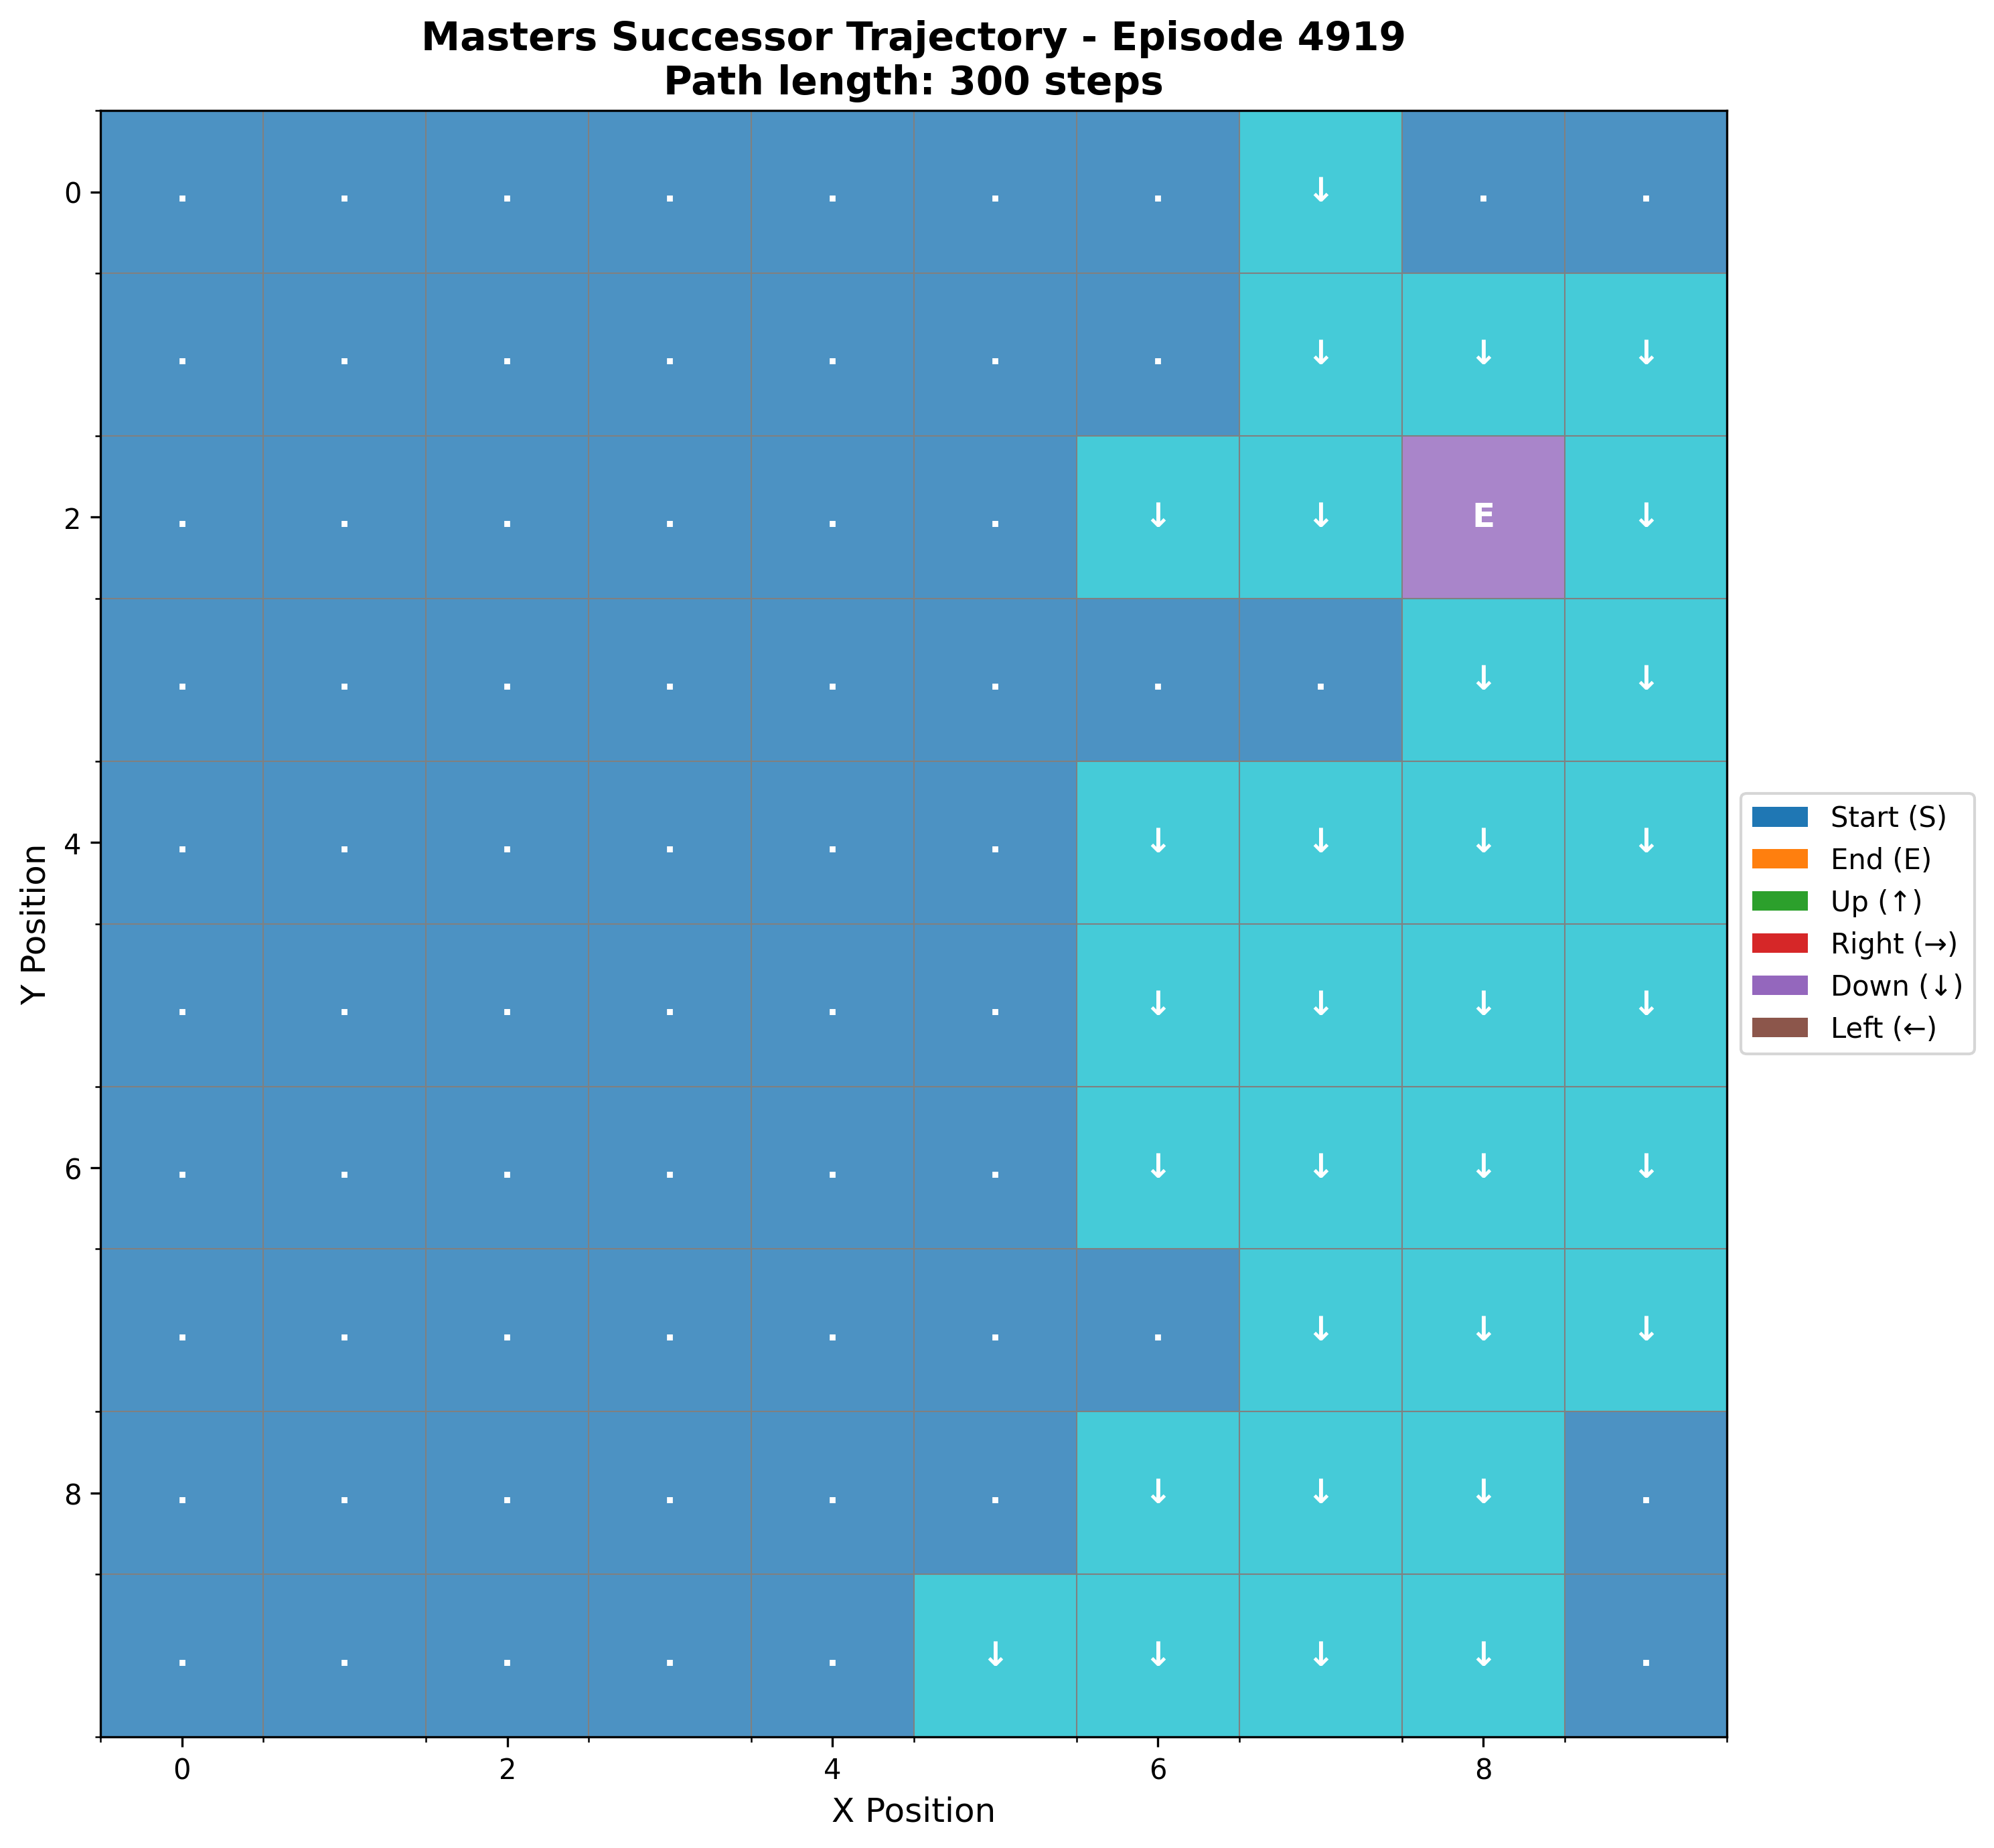 Masters Successor Trajectory - Episode 4919
Path length: 300 steps
0 . . . . . . . ↓ . .
. . . . . . . ↓ ↓ ↓
2 . . . . . . ↓ ↓ E ↓
. . . . . . . . ↓ ↓
4 . . . . . . ↓ ↓ ↓ ↓
. . . . . . ↓ ↓ ↓ ↓
6 . . . . . . ↓ ↓ ↓ ↓
. . . . . . . ↓ ↓ ↓
8 . . . . . . ↓ ↓ ↓ .
. . . . . ↓ ↓ ↓ ↓ .
0 2 4 6 8
X Position
Y Position
Start (S)
End (E)
Up (↑)
Right (→)
Down (↓)
Left (←)